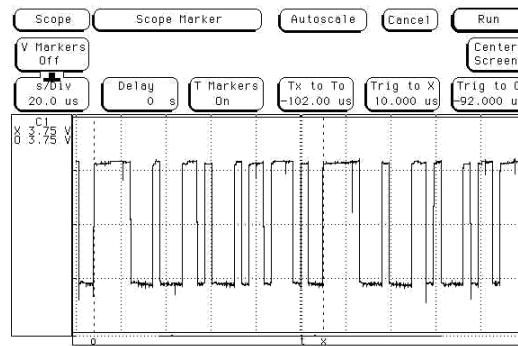 Scope Scope Marker Autoscale Cancel Run
V Markers Off Center Screen
s/Div 20.0 us Delay 0 s T Markers On Tx to To -102.00 us Trig to X 10.000 us Trig to -92.000 u
C1
X 3.75 V
O 3.75 V
O t X